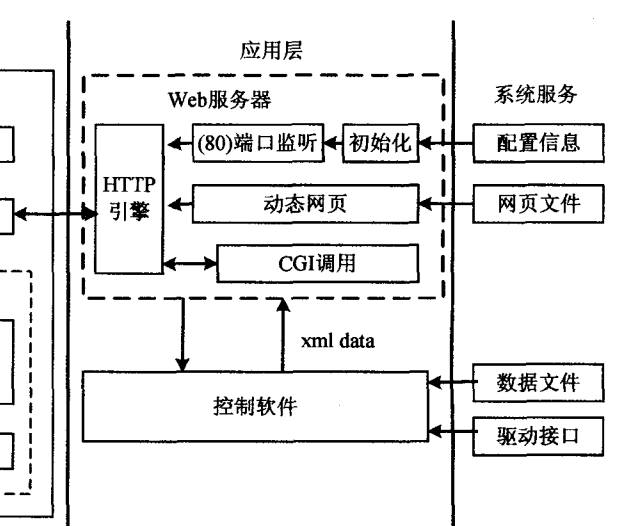 应用层
Web服务器
系统服务
(80)端口监听
初始化
配置信息
HTTP
引擎
动态网页
网页文件
CGI调用
xml data
控制软件
数据文件
驱动接口